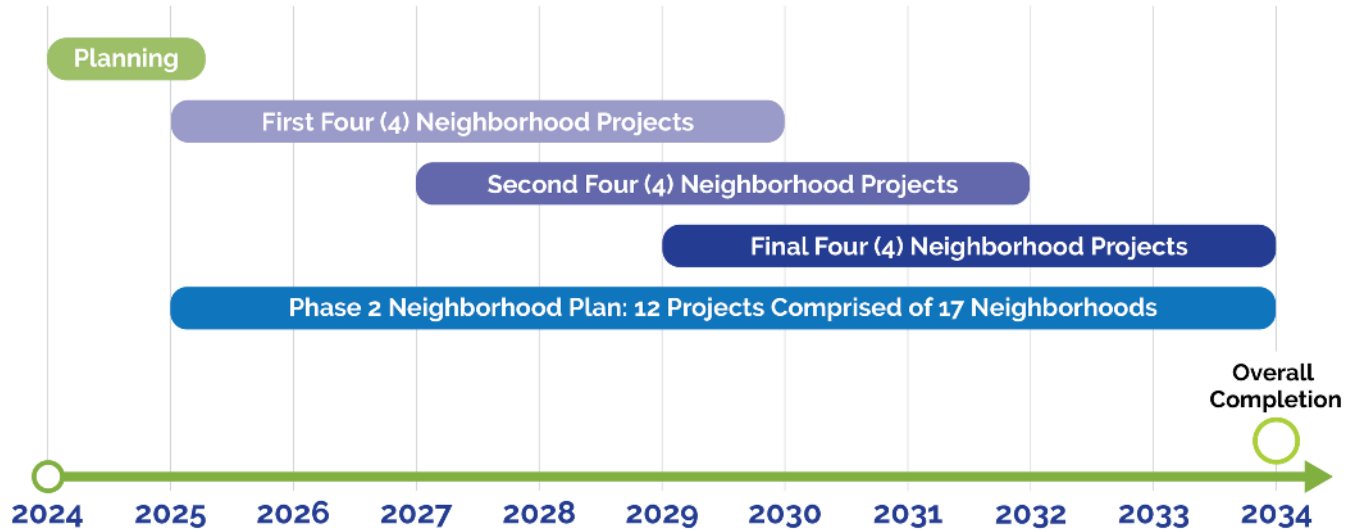 Planning
First Four (4) Neighborhood Projects
Second Four (4) Neighborhood Projects
Final Four (4) Neighborhood Projects
Phase 2 Neighborhood Plan: 12 Projects Comprised of 17 Neighborhoods
Overall
Completion
2024 2025 2026 2027 2028 2029 2030 2031 2032 2033 2034